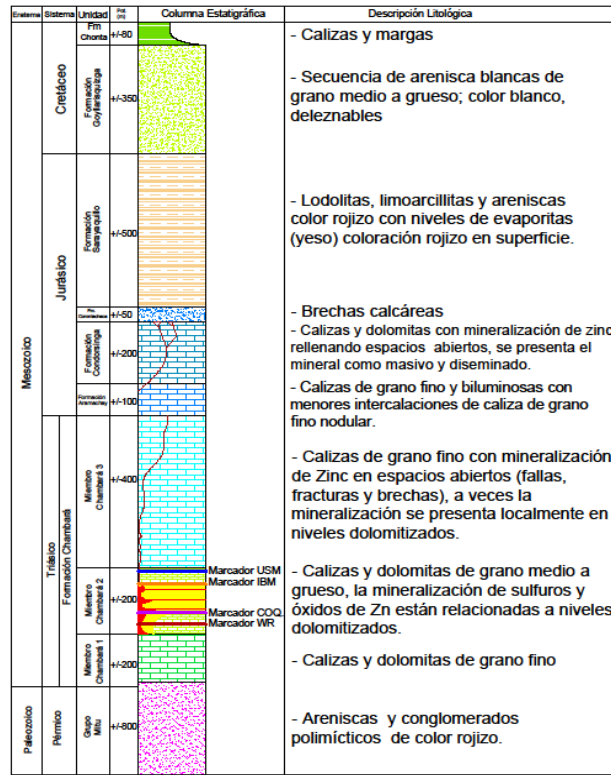 Eratema Sistema Unidad Pot. (m) Columna Estatigráfica Descripción Litológica
Mesozoico
Paleozoico
Cretáceo
Jurásico
Triásico
Pérmico
Formación Chambará
Fm Chonta
+/-80
- Calizas y margas
Formación Goyllarisquizga
+/-350
- Secuencia de arenisca blancas de
grano medio a grueso; color blanco,
deleznables
Formación Sarayaquillo
+/-500
- Lodolitas, limoarcillitas y areniscas
color rojizo con niveles de evaporitas
(yeso) coloración rojizo en superficie.
+/-50
- Brechas calcáreas
Formación Condorsinga
+/-200
- Calizas y dolomitas con mineralización de zinc
rellenando espacios abiertos, se presenta el
mineral como masivo y diseminado.
Formación Aramachay
+/-100
- Calizas de grano fino y biluminosas con
menores intercalaciones de caliza de grano
fino nodular.
Miembro Chambará 3
+/-400
- Calizas de grano fino con mineralización
de Zinc en espacios abiertos (fallas,
fracturas y brechas), a veces la
mineralización se presenta localmente en
niveles dolomitizados.
Miembro Chambará 2
+/-200
Marcador USM
Marcador IBM
Marcador COQ
Marcador WR
- Calizas y dolomitas de grano medio a
grueso, la mineralización de sulfuros y
óxidos de Zn están relacionadas a niveles
dolomitizados.
Miembro Chambará 1
+/-200
- Calizas y dolomitas de grano fino
Grupo Mitu
+/-800
- Areniscas y conglomerados
polimícticos de color rojizo.